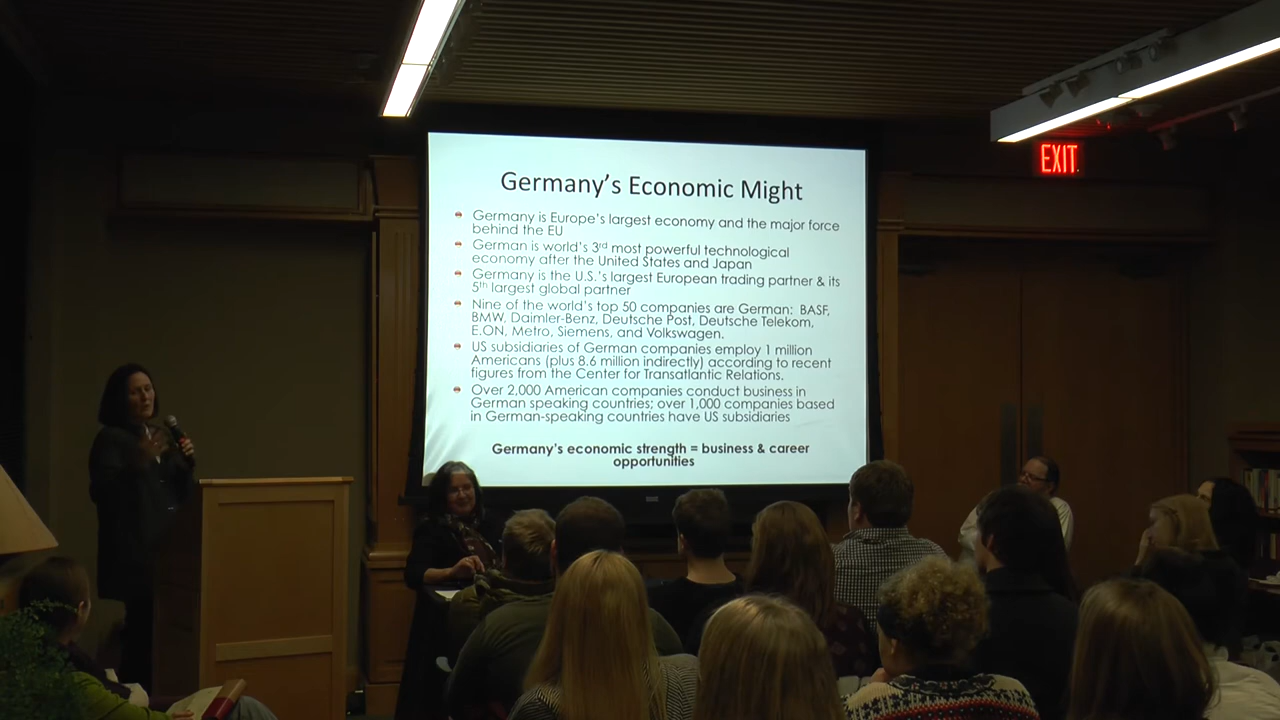 EXIT
Germany's Economic Might
Germany is Europe's largest economy and the major force
behind the EU
German is world's 3rd most powerful technological
economy after the United States and Japan
Germany is the U.S.'s largest European trading partner & its
5th largest global partner
Nine of the world's top 50 companies are German: BASF,
BMW, Daimler-Benz, Deutsche Post, Deutsche Telekom,
E.ON, Metro, Siemens, and Volkswagen.
US subsidiaries of German companies employ 1 million
Americans (plus 8.6 million indirectly) according to recent
figures from the Center for Transatlantic Relations.
Over 2,000 American companies conduct business in
German speaking countries; over 1,000 companies based
in German-speaking countries have US subsidiaries
Germany's economic strength = business & career
opportunities